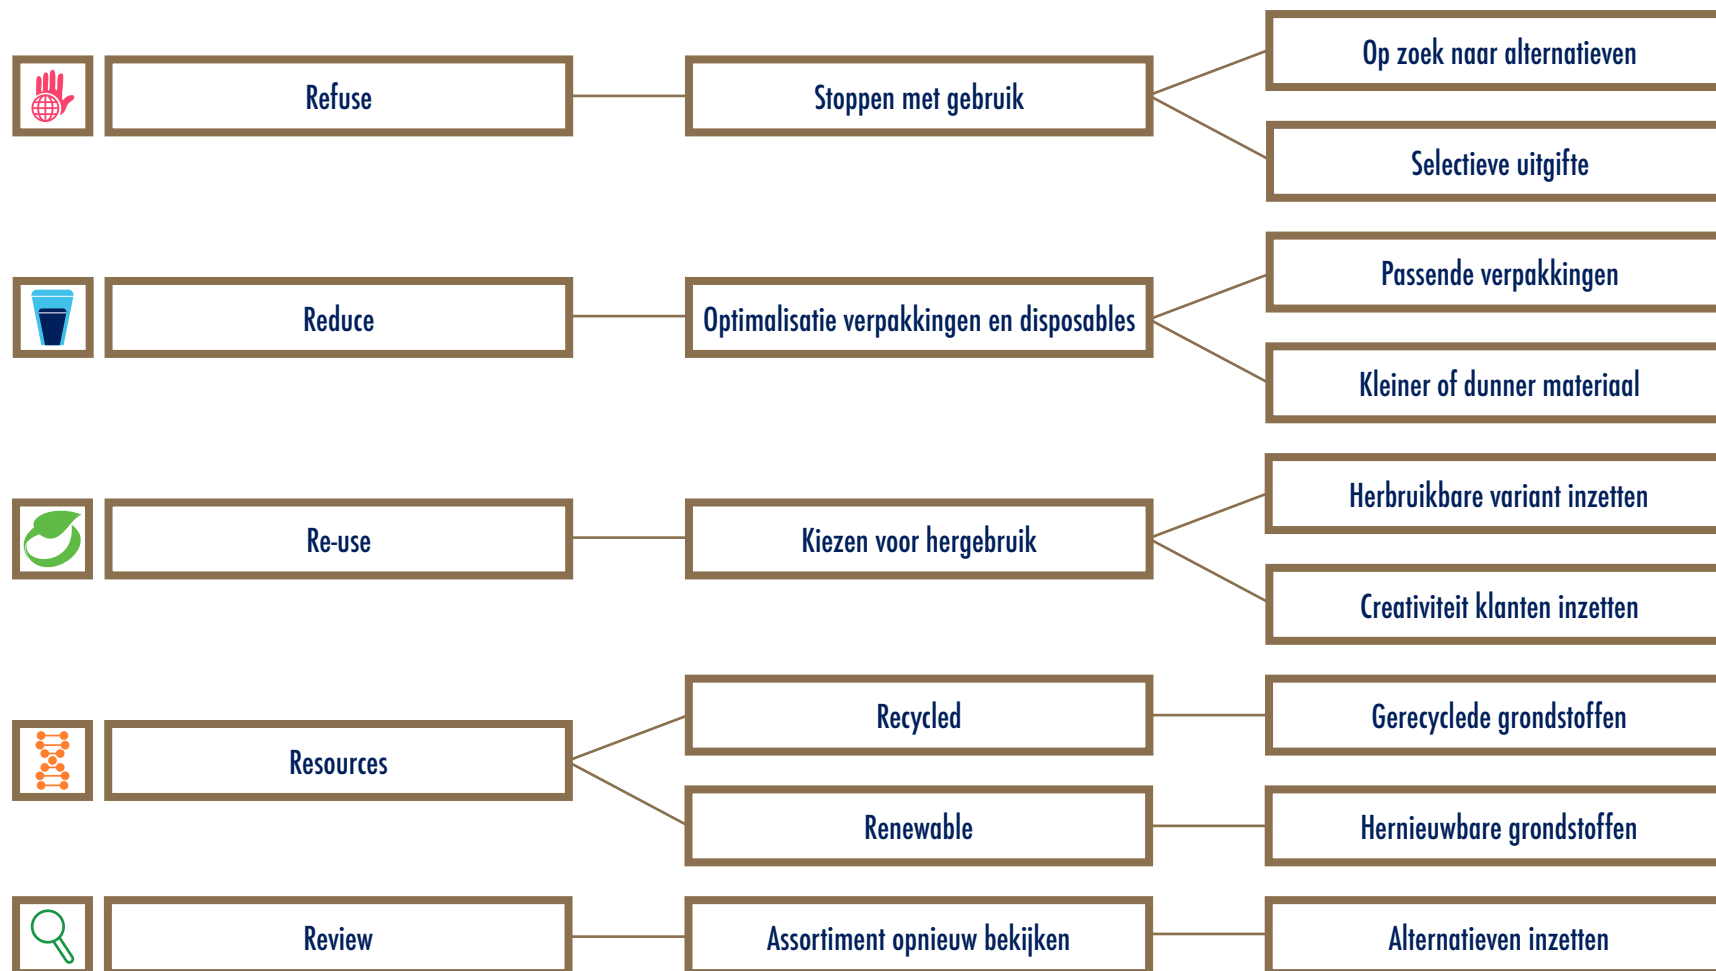 Refuse
Stoppen met gebruik
Op zoek naar alternatieven
Selectieve uitgifte
Reduce
Optimalisatie verpakkingen en disposables
Passende verpakkingen
Kleiner of dunner materiaal
Re-use
Kiezen voor hergebruik
Herbruikbare variant inzetten
Creativiteit klanten inzetten
Resources
Recycled
Gerecyclede grondstoffen
Renewable
Hernieuwbare grondstoffen
Review
Assortiment opnieuw bekijken
Alternatieven inzetten